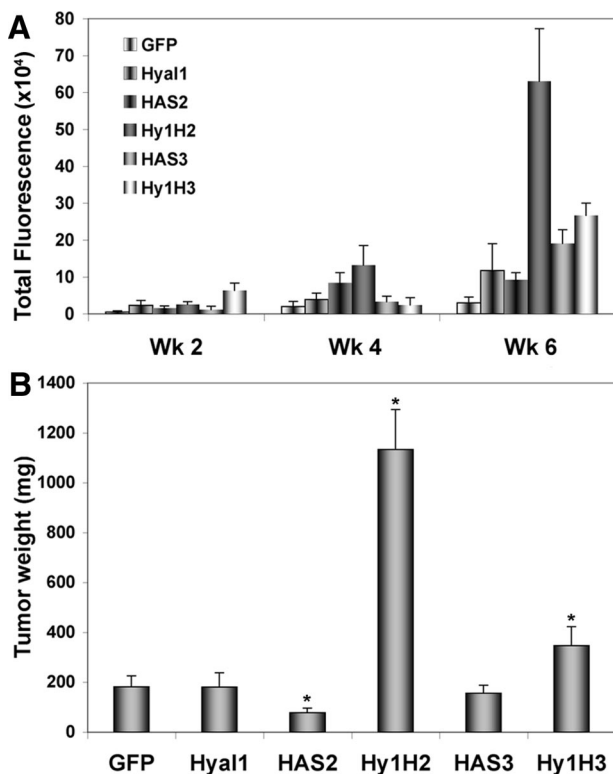 A
Total Fluorescence (x10⁴)
80
70
60
50
40
30
20
10
0
GFP
Hyal1
HAS2
Hy1H2
HAS3
Hy1H3
Wk 2 Wk 4 Wk 6
B
Tumor weight (mg)
1400
1200
1000
800
600
400
200
0
* * *
GFP Hyal1 HAS2 Hy1H2 HAS3 Hy1H3